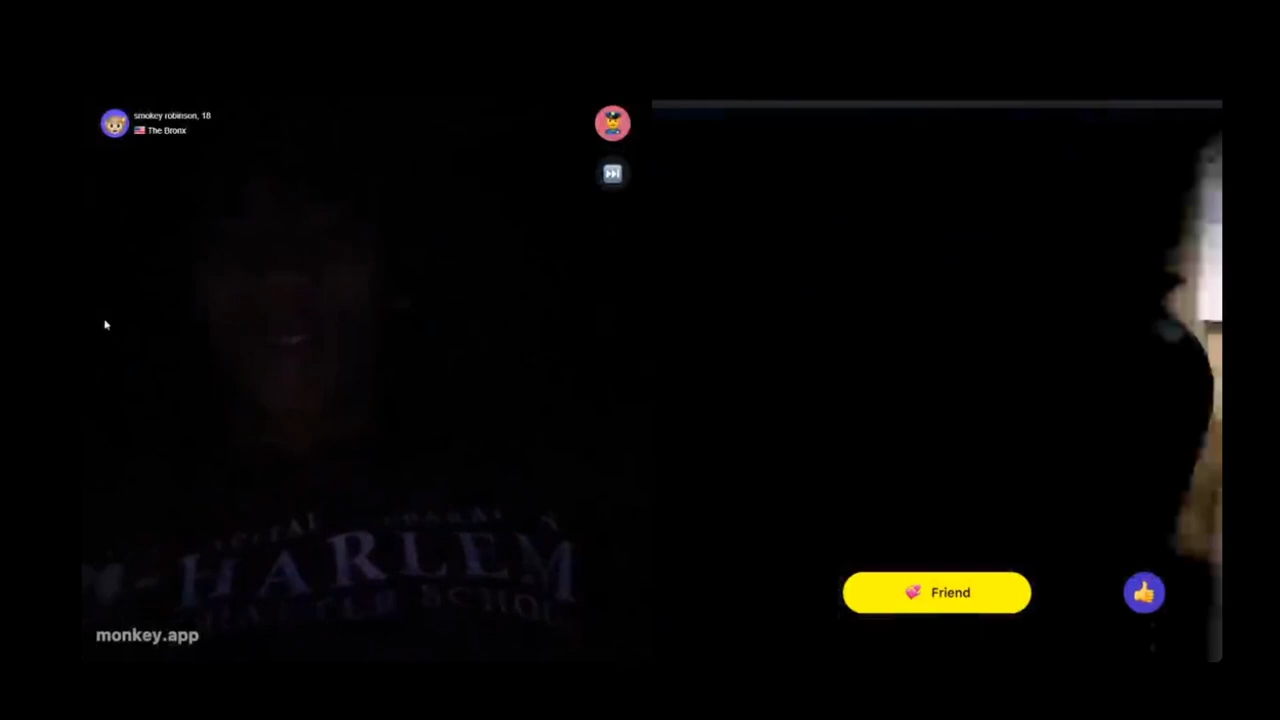 smokey robinson, 18
The Bronx
HARLEM
monkey.app
Friend